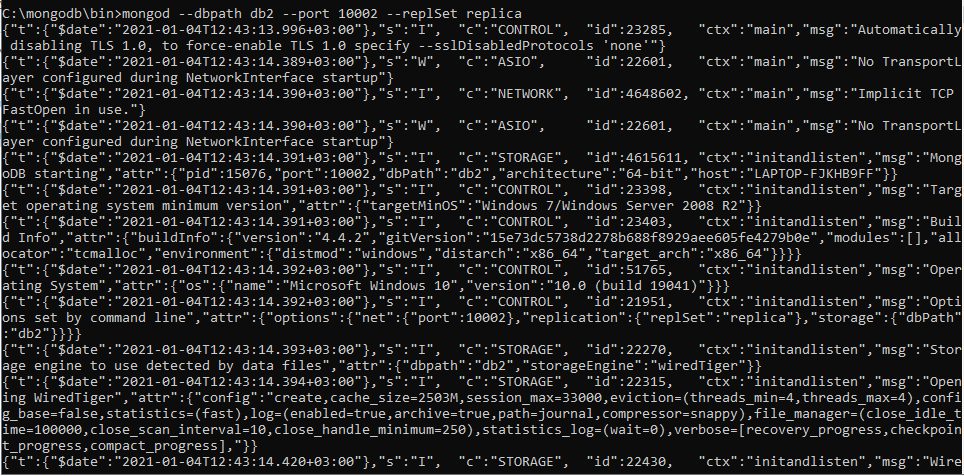 C:\mongodb\bin>mongod --dbpath db2 --port 10002 --replSet replica
{"t":{"$date":"2021-01-04T12:43:13.996+03:00"},"s":"I",  "c":"CONTROL",  "id":23285,   "ctx":"main","msg":"Automatically
 disabling TLS 1.0, to force-enable TLS 1.0 specify --sslDisabledProtocols 'none'"}
{"t":{"$date":"2021-01-04T12:43:14.389+03:00"},"s":"W",  "c":"ASIO",     "id":22601,   "ctx":"main","msg":"No TransportL
ayer configured during NetworkInterface startup"}
{"t":{"$date":"2021-01-04T12:43:14.390+03:00"},"s":"I",  "c":"NETWORK",  "id":4648602, "ctx":"main","msg":"Implicit TCP
FastOpen in use."}
{"t":{"$date":"2021-01-04T12:43:14.390+03:00"},"s":"W",  "c":"ASIO",     "id":22601,   "ctx":"main","msg":"No TransportL
ayer configured during NetworkInterface startup"}
{"t":{"$date":"2021-01-04T12:43:14.391+03:00"},"s":"I",  "c":"STORAGE",  "id":4615611, "ctx":"initandlisten","msg":"Mong
oDB starting","attr":{"pid":15076,"port":10002,"dbPath":"db2","architecture":"64-bit","host":"LAPTOP-FJKHB9FF"}}
{"t":{"$date":"2021-01-04T12:43:14.391+03:00"},"s":"I",  "c":"CONTROL",  "id":23398,   "ctx":"initandlisten","msg":"Targ
et operating system minimum version","attr":{"targetMinOS":"Windows 7/Windows Server 2008 R2"}}
{"t":{"$date":"2021-01-04T12:43:14.391+03:00"},"s":"I",  "c":"CONTROL",  "id":23403,   "ctx":"initandlisten","msg":"Buil
d Info","attr":{"buildInfo":{"version":"4.4.2","gitVersion":"15e73dc5738d2278b688f8929aee605fe4279b0e","modules":[],"all
ocator":"tcmalloc","environment":{"distmod":"windows","distarch":"x86_64","target_arch":"x86_64"}}}}
{"t":{"$date":"2021-01-04T12:43:14.392+03:00"},"s":"I",  "c":"CONTROL",  "id":51765,   "ctx":"initandlisten","msg":"Oper
ating System","attr":{"os":{"name":"Microsoft Windows 10","version":"10.0 (build 19041)"}}}
{"t":{"$date":"2021-01-04T12:43:14.392+03:00"},"s":"I",  "c":"CONTROL",  "id":21951,   "ctx":"initandlisten","msg":"Opti
ons set by command line","attr":{"options":{"net":{"port":10002},"replication":{"replSet":"replica"},"storage":{"dbPath"
:"db2"}}}}
{"t":{"$date":"2021-01-04T12:43:14.393+03:00"},"s":"I",  "c":"STORAGE",  "id":22270,   "ctx":"initandlisten","msg":"Stor
age engine to use detected by data files","attr":{"dbpath":"db2","storageEngine":"wiredTiger"}}
{"t":{"$date":"2021-01-04T12:43:14.394+03:00"},"s":"I",  "c":"STORAGE",  "id":22315,   "ctx":"initandlisten","msg":"Open
ing WiredTiger","attr":{"config":"create,cache_size=2503M,session_max=33000,eviction=(threads_min=4,threads_max=4),confi
g_base=false,statistics=(fast),log=(enabled=true,archive=true,path=journal,compressor=snappy),file_manager=(close_idle_t
ime=100000,close_scan_interval=10,close_handle_minimum=250),statistics_log=(wait=0),verbose=[recovery_progress,checkpoin
t_progress,compact_progress],"}}
{"t":{"$date":"2021-01-04T12:43:14.420+03:00"},"s":"I",  "c":"STORAGE",  "id":22430,   "ctx":"initandlisten","msg":"Wire